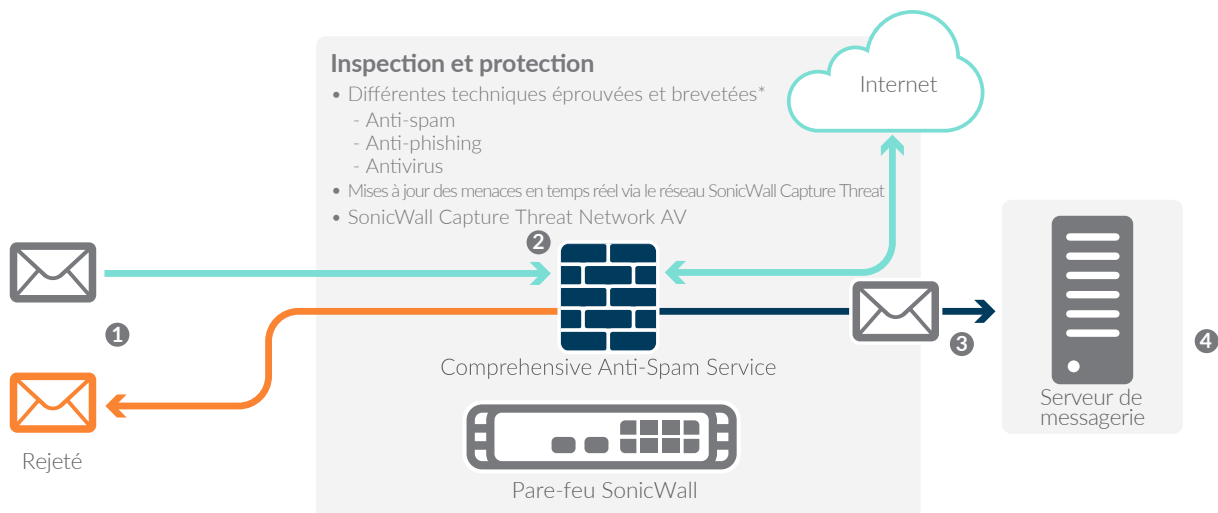 Inspection et protection
• Différentes techniques éprouvées et brevetées*
- Anti-spam
- Anti-phishing
- Antivirus
• Mises à jour des menaces en temps réel via le réseau SonicWall Capture Threat
• SonicWall Capture Threat Network AV
Internet
2
1
3
4
Comprehensive Anti-Spam Service
Serveur de
messagerie
Rejeté
Pare-feu SonicWall